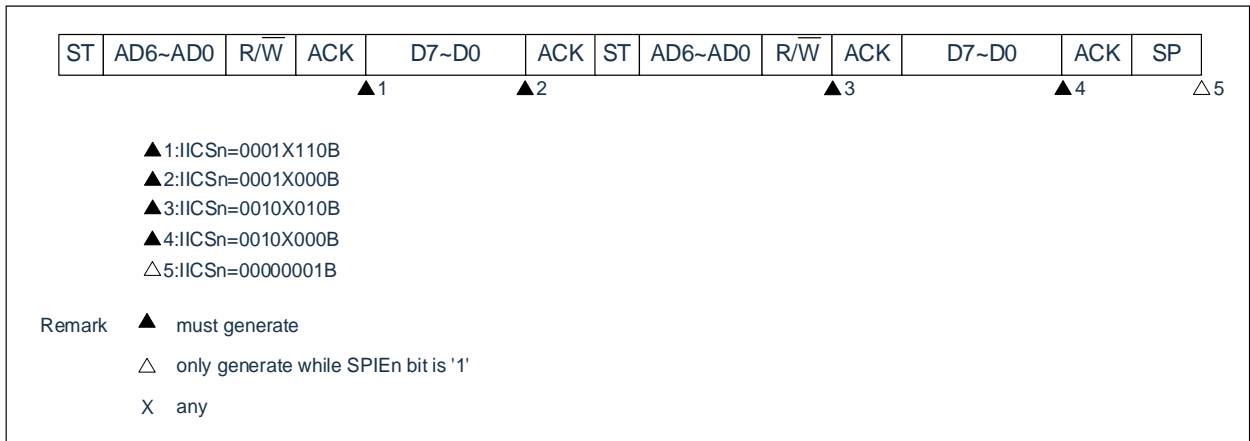 ST AD6~AD0 R/W̅ ACK D7~D0 ACK ST AD6~AD0 R/W̅ ACK D7~D0 ACK SP
▲1 ▲2 ▲3 ▲4 △5
▲1:IICSn=0001X110B
▲2:IICSn=0001X000B
▲3:IICSn=0010X010B
▲4:IICSn=0010X000B
△5:IICSn=00000001B
Remark ▲ must generate
△ only generate while SPIEn bit is '1'
X any